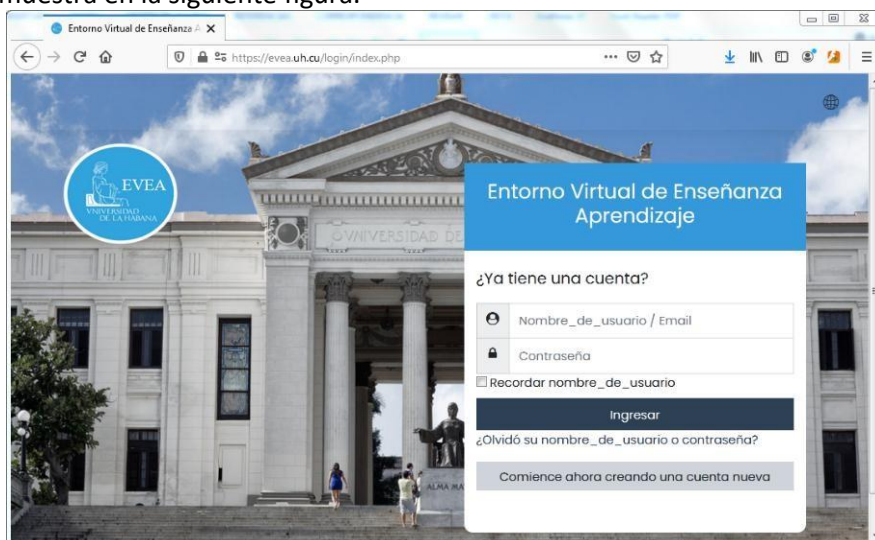 muestra en la siguiente figura:
Entorno Virtual de Enseñanza A
https://evea.uh.cu/login/index.php
EVEA
VNIVERSIDAD
DE LA HABANA
VNIVERSIDAD DE
Entorno Virtual de Enseñanza
Aprendizaje
¿Ya tiene una cuenta?
Nombre_de_usuario / Email
Contraseña
Recordar nombre_de_usuario
Ingresar
¿Olvidó su nombre_de_usuario o contraseña?
Comience ahora creando una cuenta nueva
ALMA MA